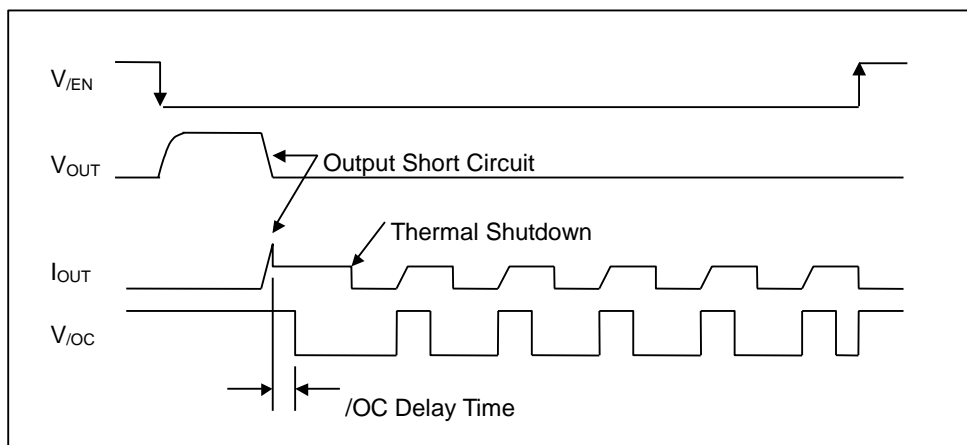 V/EN
VOUT
Output Short Circuit
Thermal Shutdown
IOUT
V/OC
/OC Delay Time